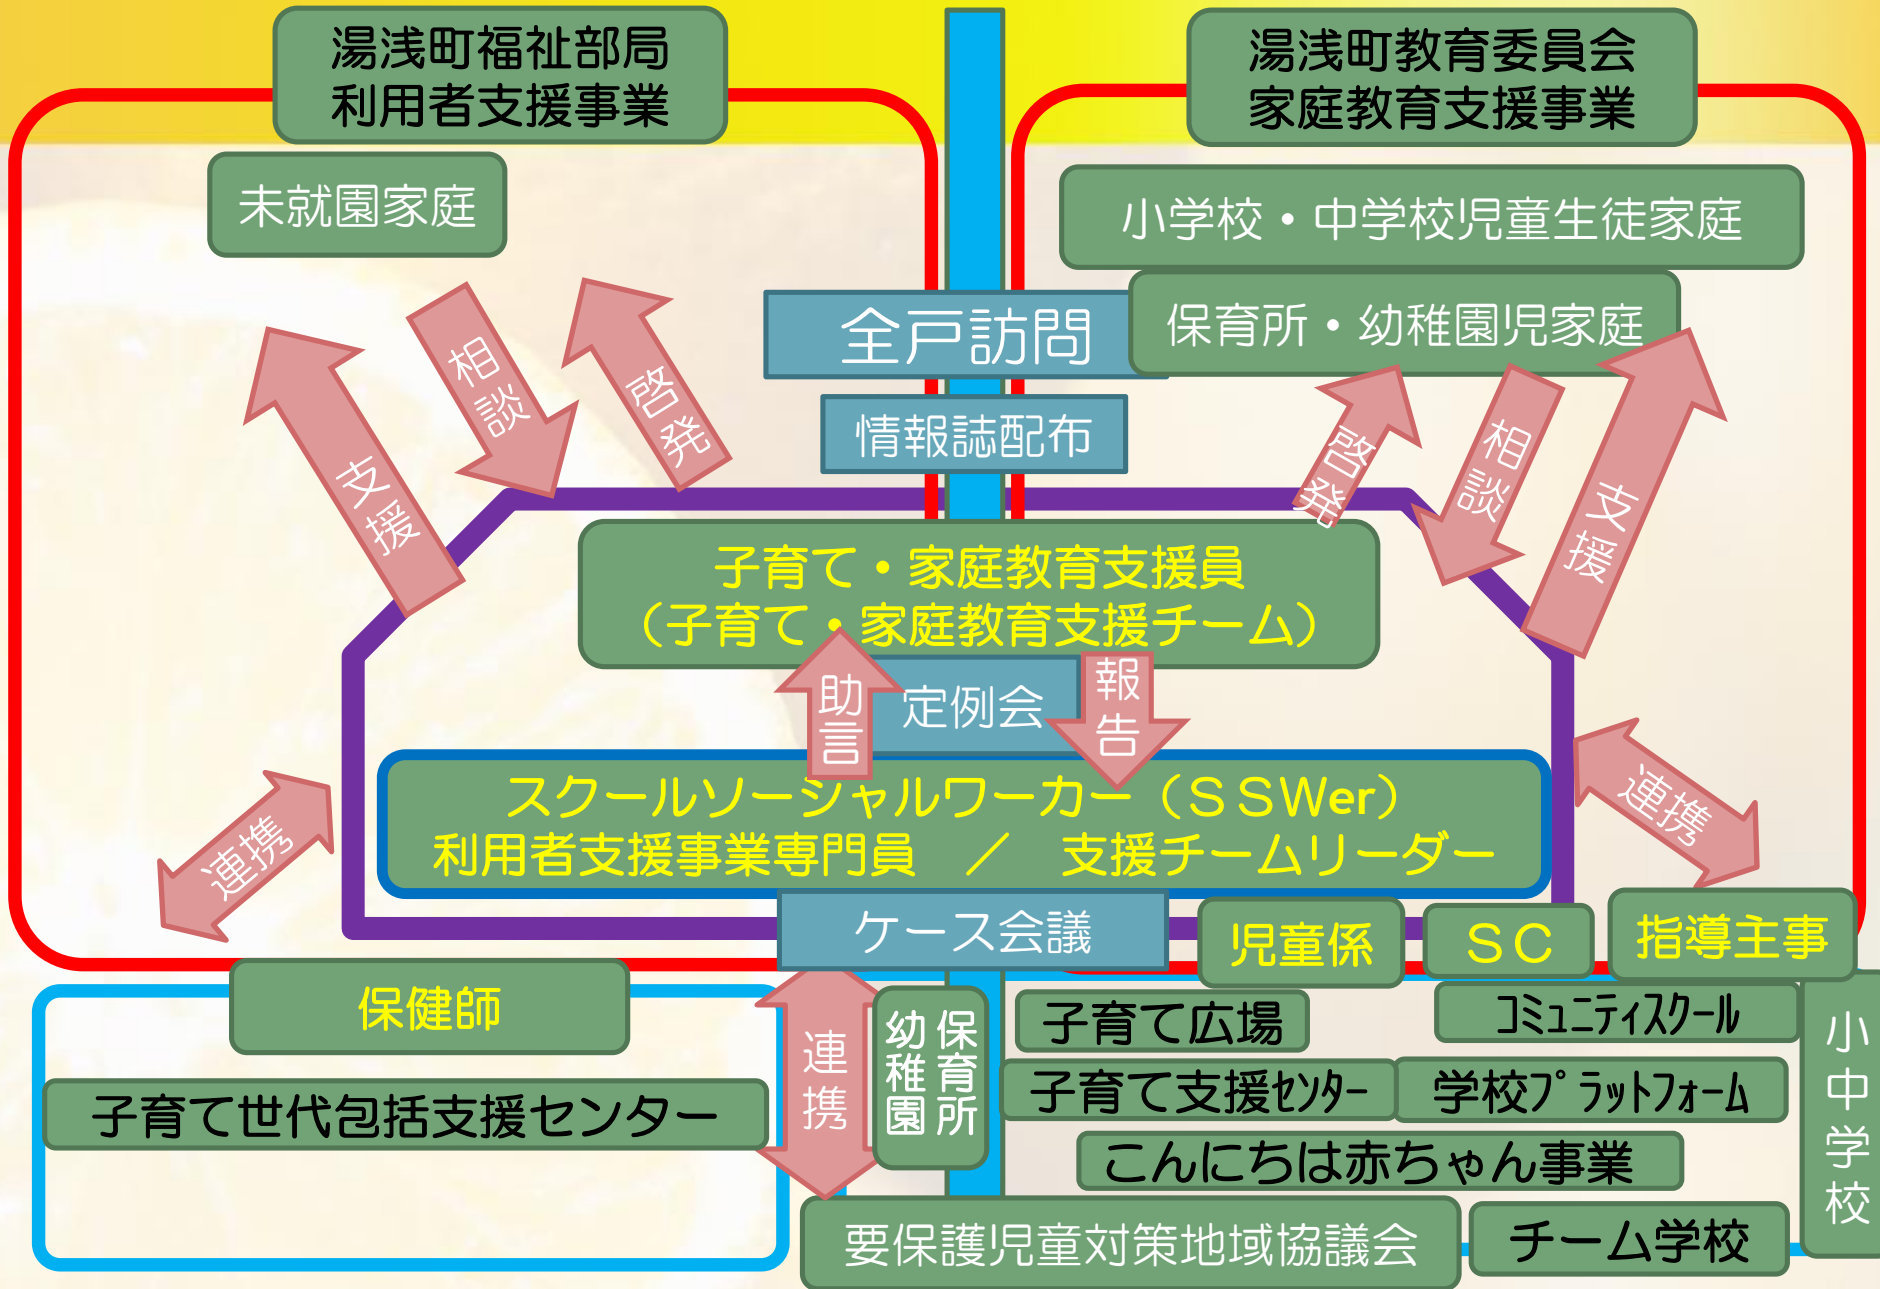 湯浅町福祉部局
利用者支援事業
湯浅町教育委員会
家庭教育支援事業
未就園家庭
小学校・中学校児童生徒家庭
全戸訪問
保育所・幼稚園児家庭
情報誌配布
支援
相談
啓発
啓発
相談
支援
子育て・家庭教育支援員
（子育て・家庭教育支援チーム）
助言
定例会
報告
スクールソーシャルワーカー（ＳＳＷer）
利用者支援事業専門員　／　支援チームリーダー
連携
連携
ケース会議
児童係
ＳＣ
指導主事
保健師
連携
保育所
幼稚園
子育て広場
ｺﾐｭﾆﾃｨｽｸｰﾙ
小中学校
子育て世代包括支援センター
子育て支援ｾﾝﾀｰ
学校ﾌﾟﾗｯﾄﾌｫｰﾑ
こんにちは赤ちゃん事業
要保護児童対策地域協議会
チーム学校